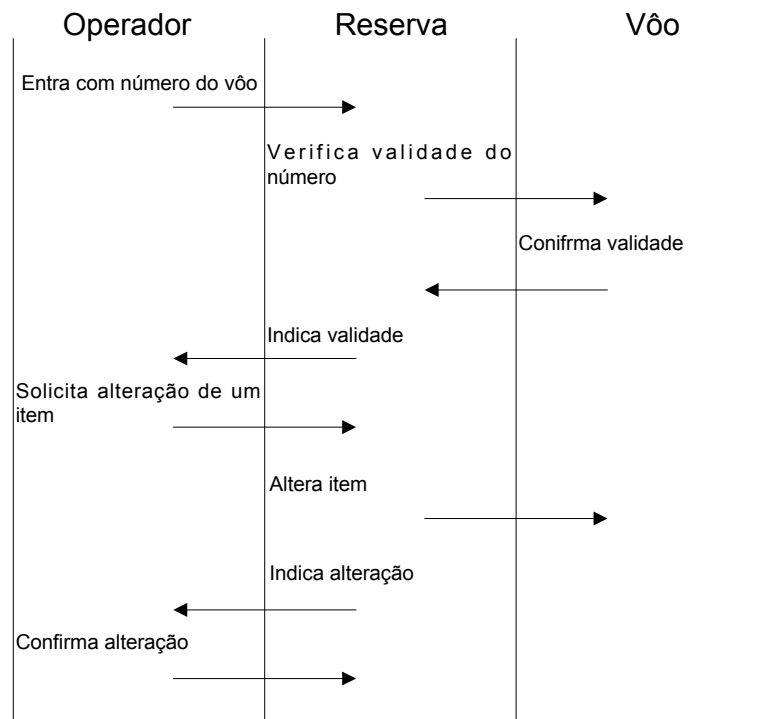 Operador Reserva Vôo
Entra com número do vôo
Verifica validade do
número
Conifrma validade
Indica validade
Solicita alteração de um
item
Altera item
Indica alteração
Confirma alteração